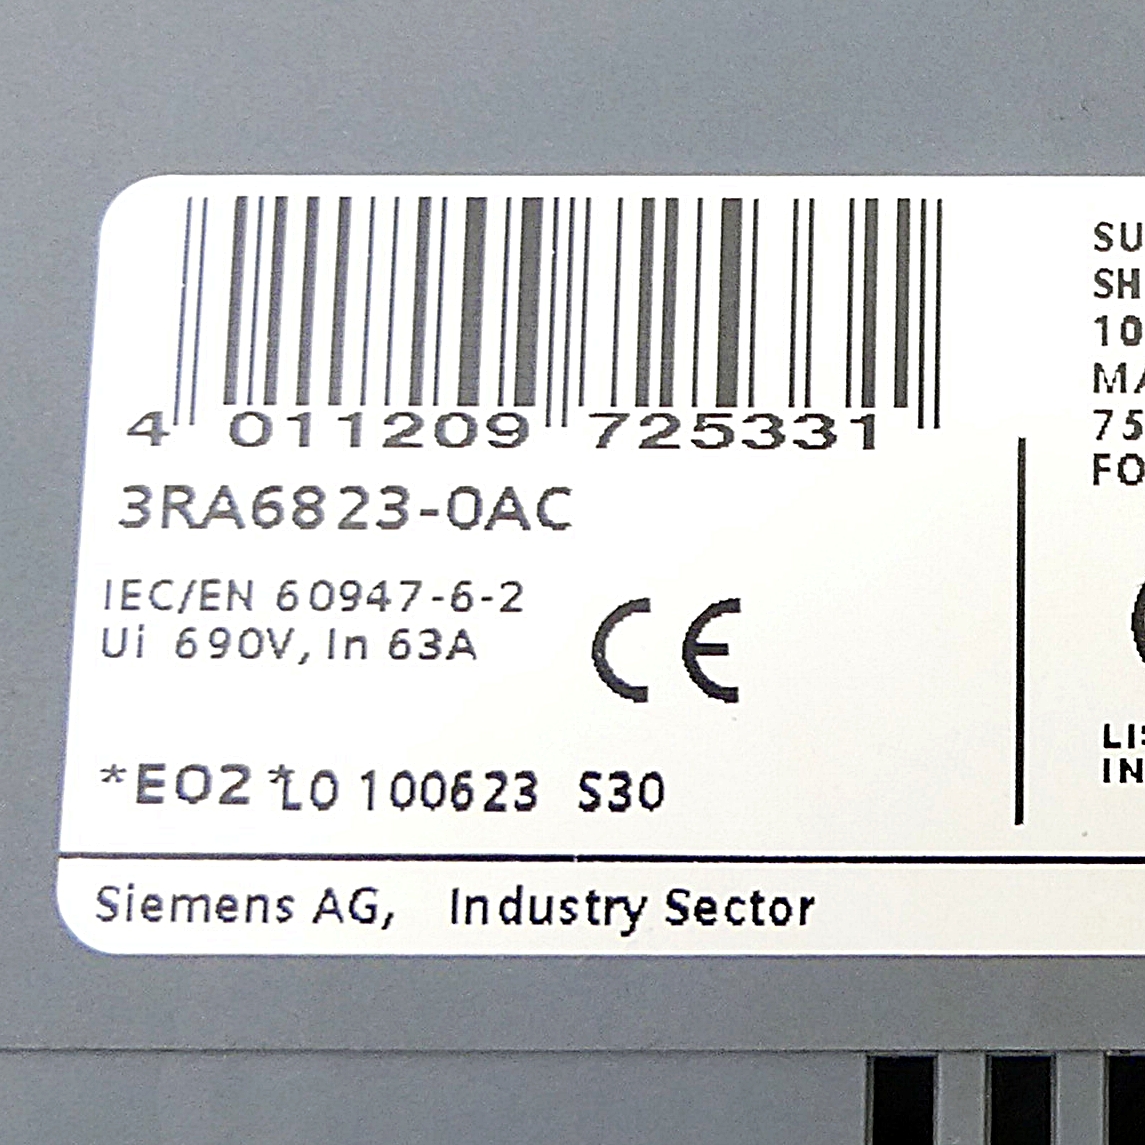 4 011209 725331
3RA6823-0AC
IEC/EN 60947-6-2
Ui 690V, In 63A
CE
*E02*L0 100623 S30
Siemens AG, Industry Sector
SU
SH
10
MA
75
FO
LIS
IN